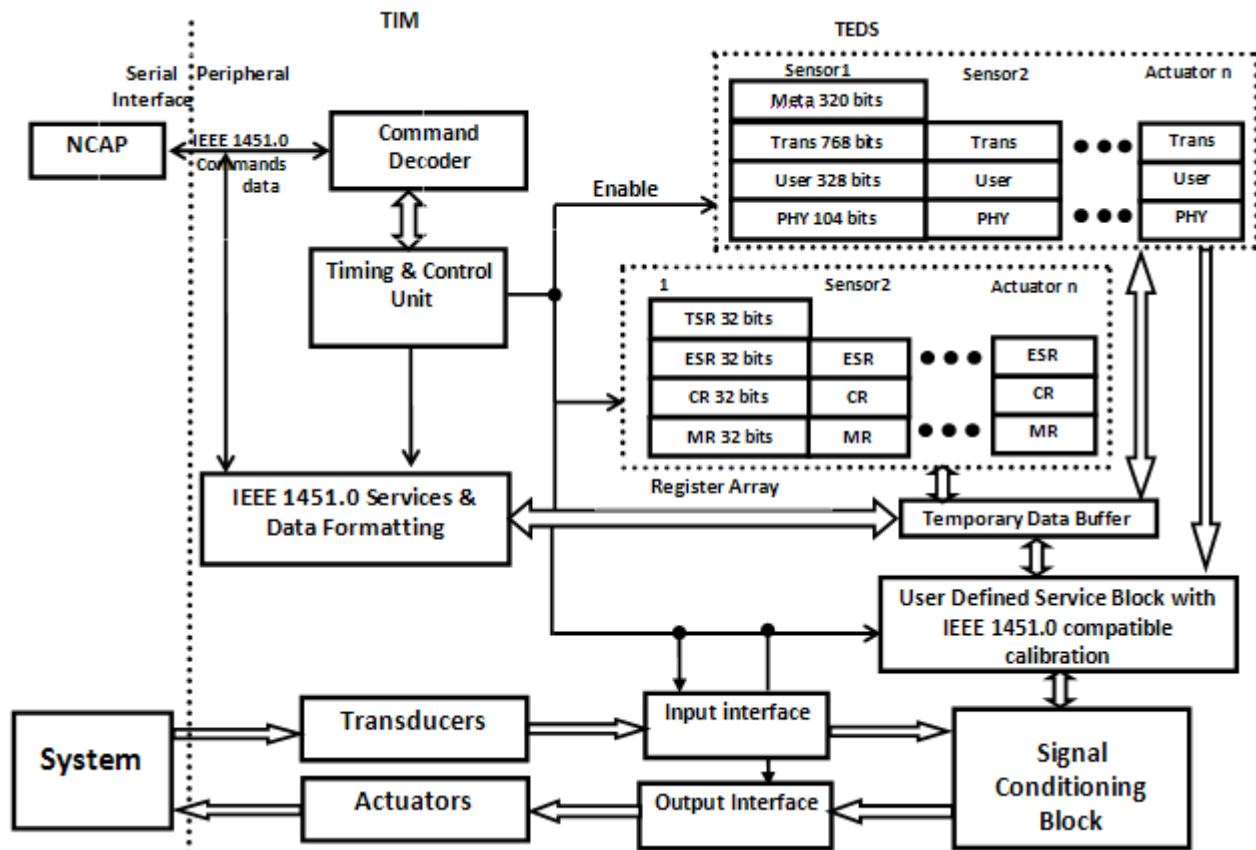 TIM
TEDS
Serial Interface
Peripheral
NCAP
IEEE 1451.0
Commands
data
Command
Decoder
Enable
Sensor1
Sensor2
Actuator n
Meta 320 bits
Trans 768 bits
Trans
Trans
User 328 bits
User
User
PHY 104 bits
PHY
PHY
Timing & Control
Unit
1
Sensor2
Actuator n
TSR 32 bits
ESR 32 bits
ESR
ESR
CR 32 bits
CR
CR
MR 32 bits
MR
MR
Register Array
IEEE 1451.0 Services &
Data Formatting
Temporary Data Buffer
User Defined Service Block with
IEEE 1451.0 compatible
calibration
System
Transducers
Input interface
Signal
Conditioning
Block
Actuators
Output Interface